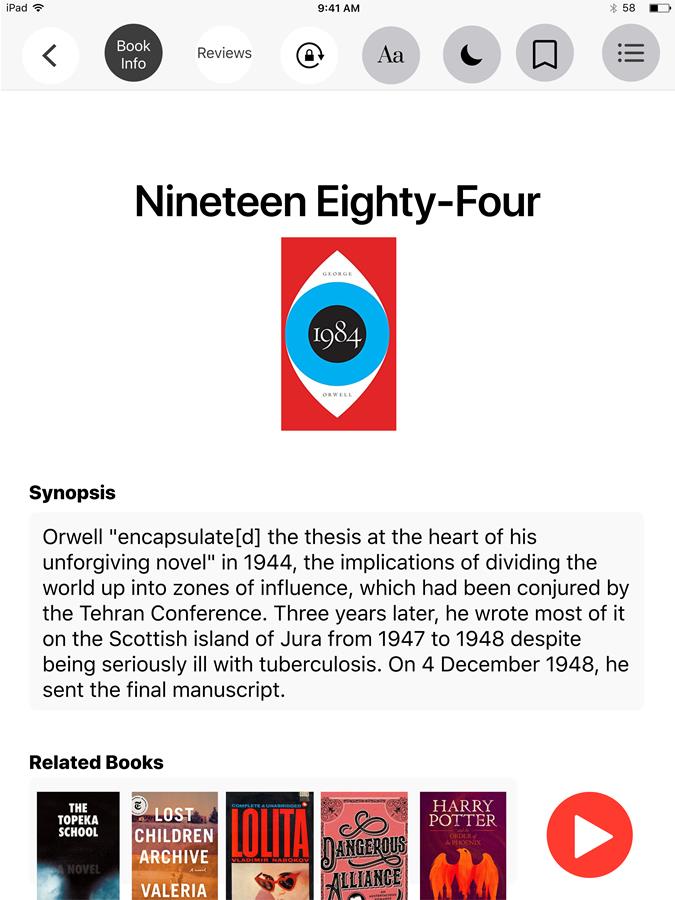 iPad
9:41 AM
58
Book
Info
Reviews
Aa
Nineteen Eighty-Four
GEORGE
1984
ORWELL
Synopsis
Orwell "encapsulate[d] the thesis at the heart of his
unforgiving novel" in 1944, the implications of dividing the
world up into zones of influence, which had been conjured by
the Tehran Conference. Three years later, he wrote most of it
on the Scottish island of Jura from 1947 to 1948 despite
being seriously ill with tuberculosis. On 4 December 1948, he
sent the final manuscript.
Related Books
THE
TOPEKA
SCHOOL
A NOVEL
LOST
CHILDREN
ARCHIVE
A novel
VALERIA
COMPLETE & UNABRIDGED
LOLITA
VLADIMIR NABOKOV
DANGEROUS
ALLIANCE
HARRY
POTTER
and the
ORDER of
the PHOENIX